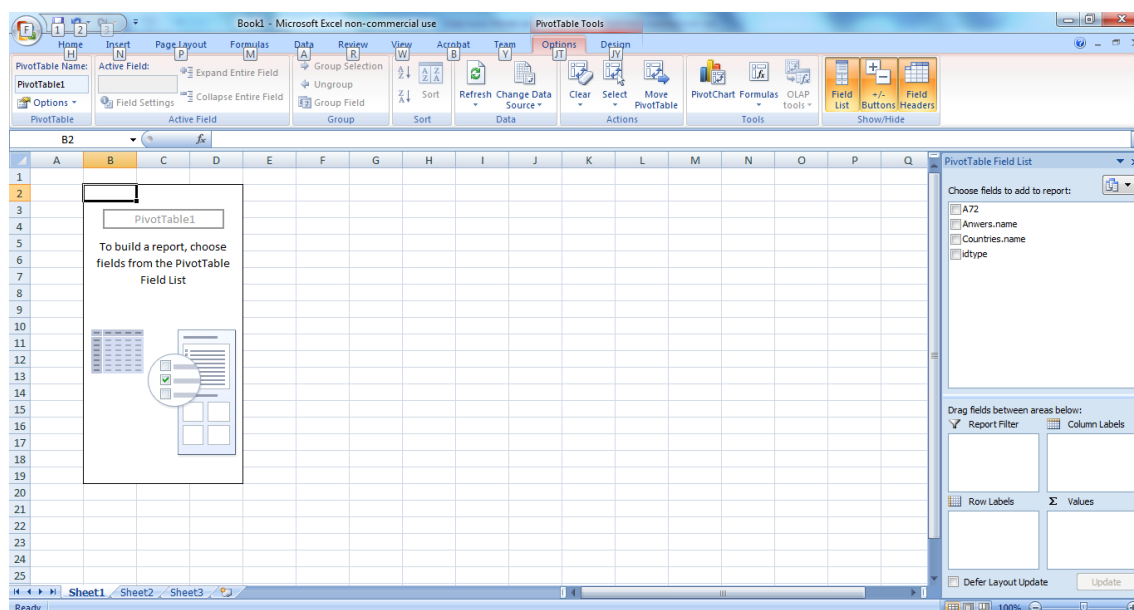 Book1 - Microsoft Excel non-commercial use
PivotTable Tools
1 2 3
Home Insert Page Layout Formulas Data Review View Acrobat Team Options Design
F H N P M A R W B Y JT JY
PivotTable Name:
PivotTable1
Options
PivotTable
Active Field:
Field Settings
Expand Entire Field
Collapse Entire Field
Active Field
Group Selection
Ungroup
Group Field
Group
Sort
Sort
Refresh
Change Data Source
Data
Clear
Select
Move PivotTable
Actions
PivotChart
Formulas
OLAP tools
Tools
Field List
+/- Buttons
Field Headers
Show/Hide
B2
fx
A B C D E F G H I J K L M N O P Q
1
2
3
4
5
6
7
8
9
10
11
12
13
14
15
16
17
18
19
20
21
22
23
24
25
PivotTable1
To build a report, choose
fields from the PivotTable
Field List
PivotTable Field List
Choose fields to add to report:
A72
Anwers.name
Countries.name
idtype
Drag fields between areas below:
Report Filter
Column Labels
Row Labels
Σ Values
Defer Layout Update
Update
Sheet1 Sheet2 Sheet3
Ready
100%